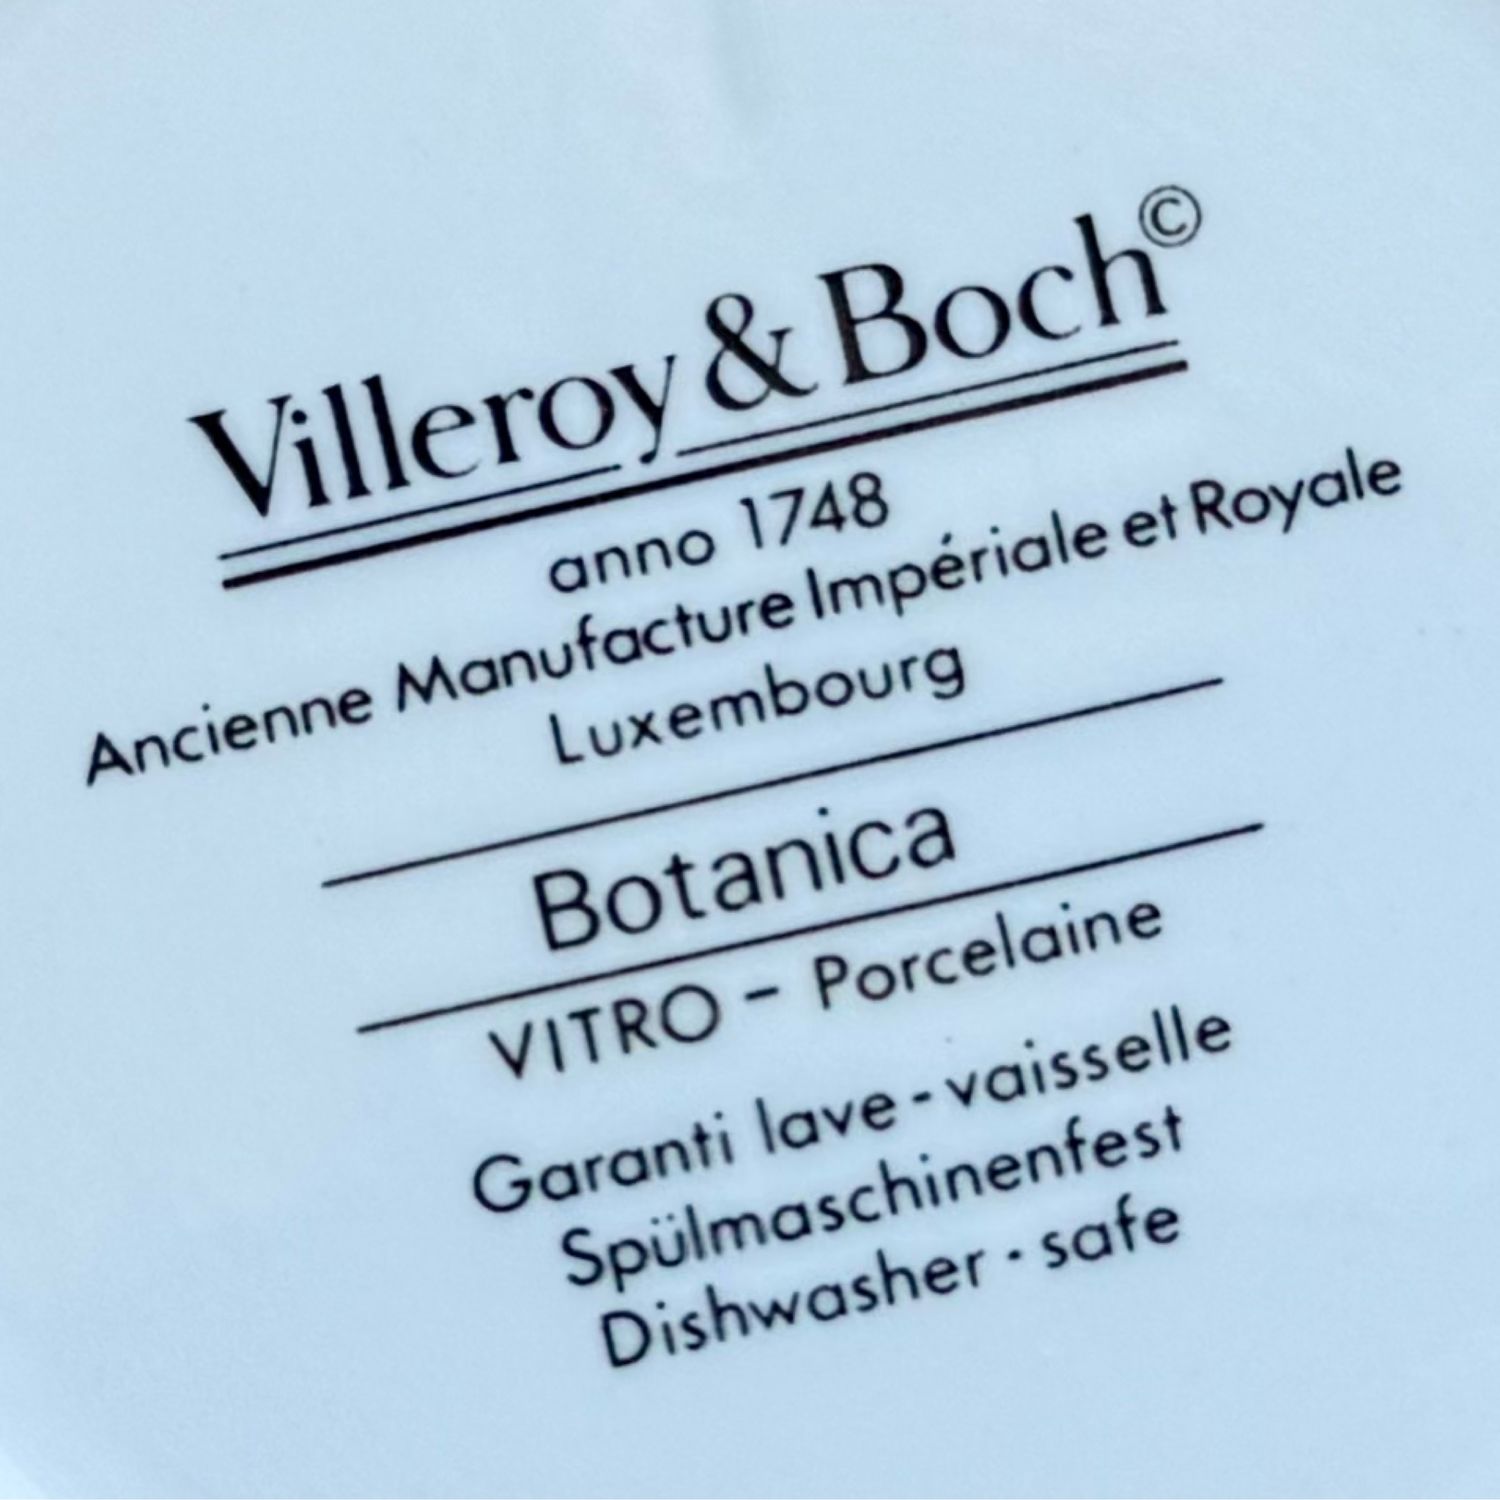 Villeroy & Boch©
anno 1748
Ancienne Manufacture Impériale et Royale
Luxembourg
Botanica
VITRO – Porcelaine
Garanti lave-vaisselle
Spülmaschinenfest
Dishwasher · safe